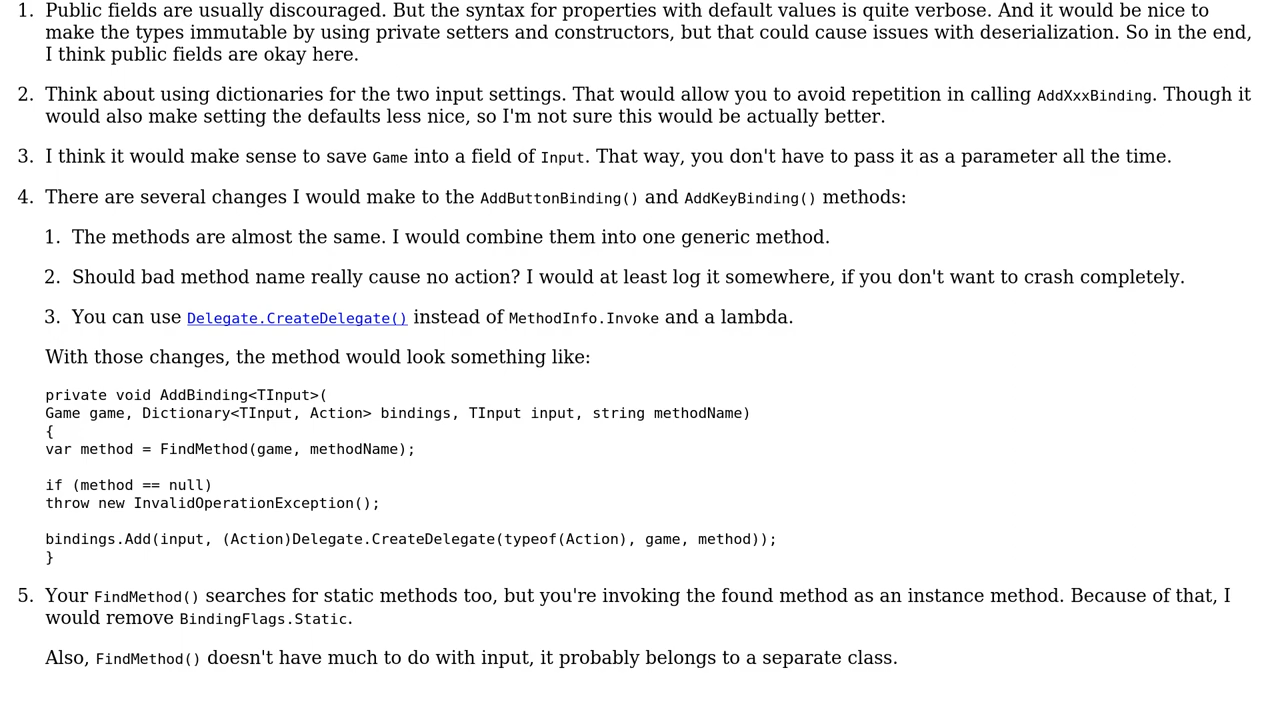 1. Public fields are usually discouraged. But the syntax for properties with default values is quite verbose. And it would be nice to
make the types immutable by using private setters and constructors, but that could cause issues with deserialization. So in the end,
I think public fields are okay here.
2. Think about using dictionaries for the two input settings. That would allow you to avoid repetition in calling AddXxxBinding. Though it
would also make setting the defaults less nice, so I'm not sure this would be actually better.
3. I think it would make sense to save Game into a field of Input. That way, you don't have to pass it as a parameter all the time.
4. There are several changes I would make to the AddButtonBinding() and AddKeyBinding() methods:
1. The methods are almost the same. I would combine them into one generic method.
2. Should bad method name really cause no action? I would at least log it somewhere, if you don't want to crash completely.
3. You can use Delegate.CreateDelegate() instead of MethodInfo.Invoke and a lambda.
With those changes, the method would look something like:
private void AddBinding<TInput>(
Game game, Dictionary<TInput, Action> bindings, TInput input, string methodName)
{
var method = FindMethod(game, methodName);
if (method == null)
throw new InvalidOperationException();
bindings.Add(input, (Action)Delegate.CreateDelegate(typeof(Action), game, method));
}
5. Your FindMethod() searches for static methods too, but you're invoking the found method as an instance method. Because of that, I
would remove BindingFlags.Static.
Also, FindMethod() doesn't have much to do with input, it probably belongs to a separate class.